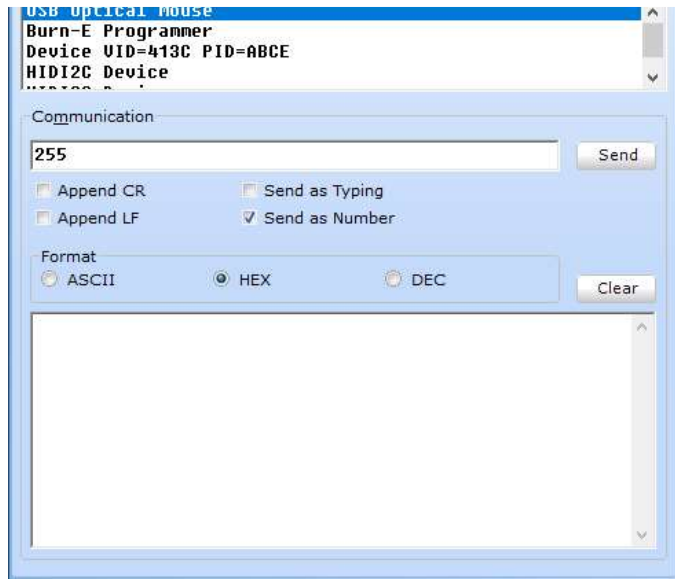 USB Optical Mouse
Burn-E Programmer
Device VID=413C PID=ABCE
HIDI2C Device
Communication
255
Send
Append CR
Send as Typing
Append LF
Send as Number
Format
ASCII
HEX
DEC
Clear